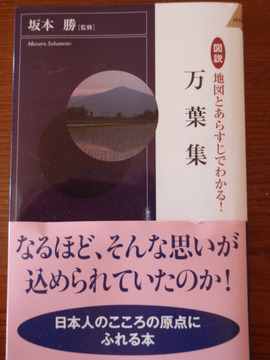 坂本 勝[監修]
Masaru Sakamoto
図説
地図とあらすじでわかる!
万葉集
なるほど、そんな思いが
込められていたのか!
日本人のこころの原点に
ふれる本